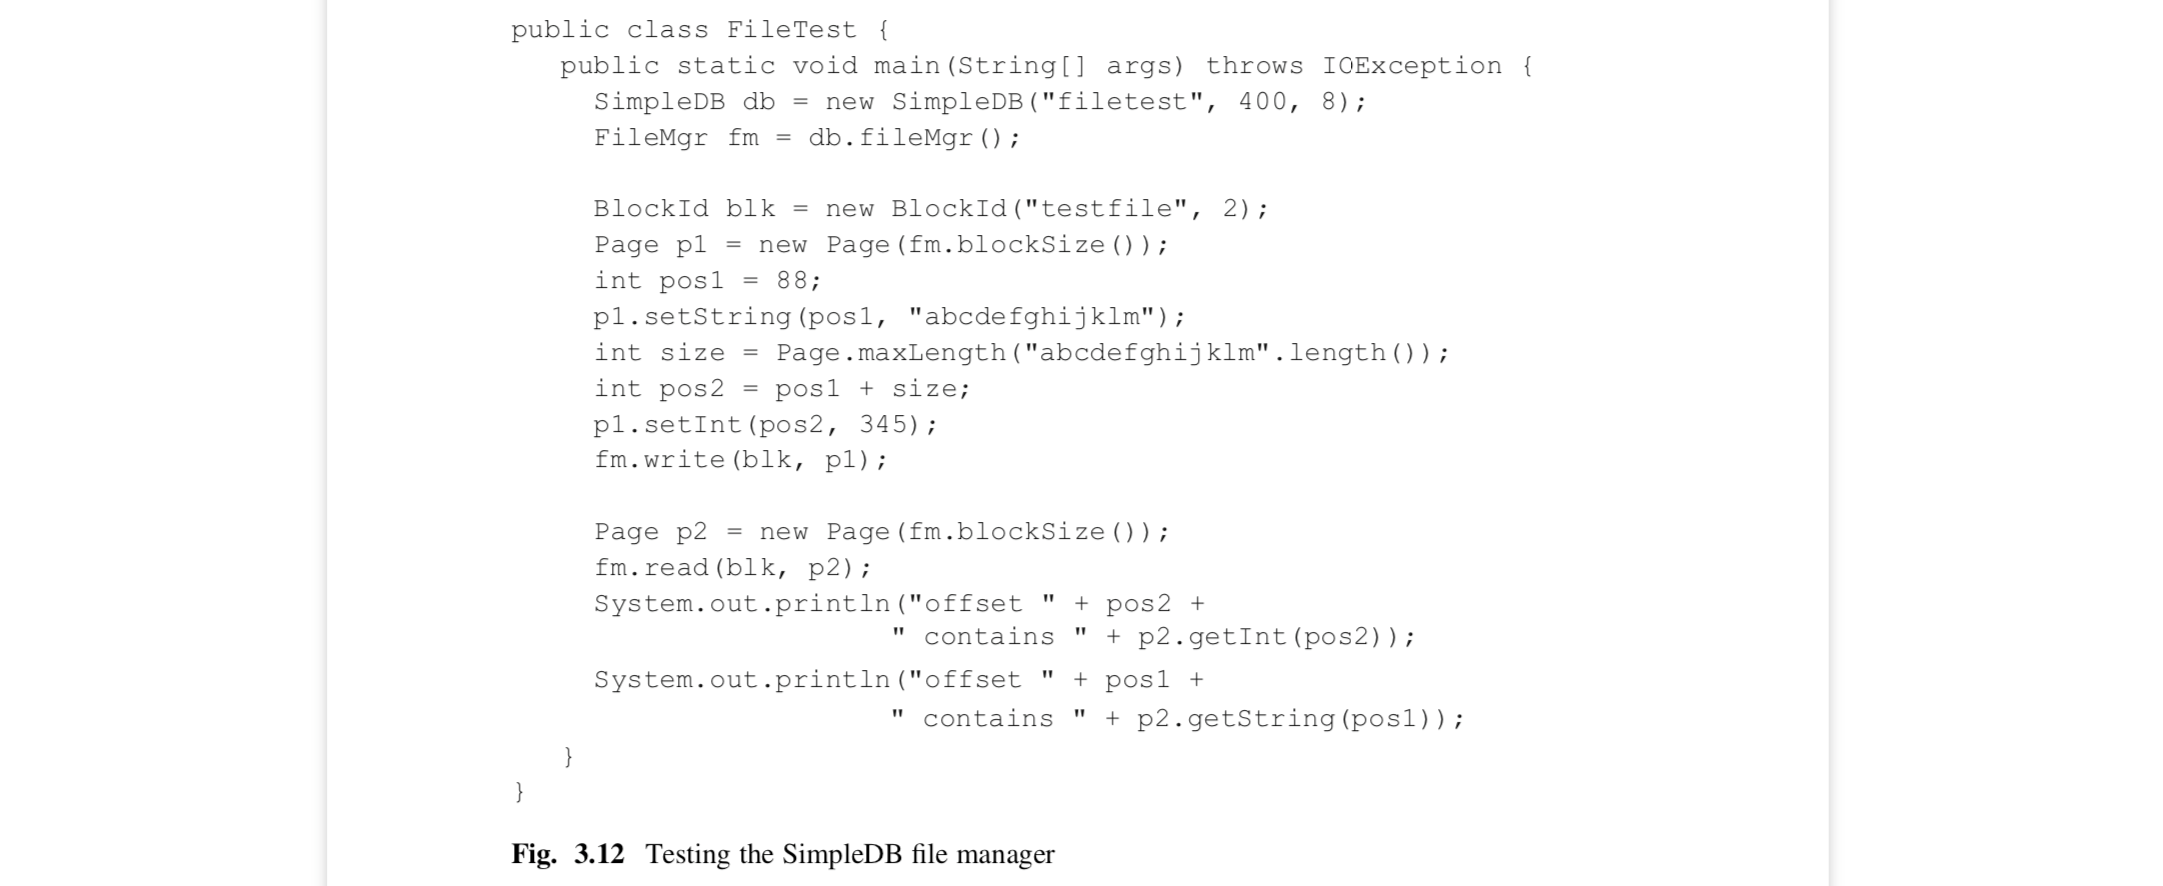 public class FileTest {
public static void main(String[] args) throws IOException {
SimpleDB db = new SimpleDB("filetest", 400, 8);
FileMgr fm = db.fileMgr();
BlockId blk = new BlockId("testfile", 2);
Page p1 = new Page(fm.blockSize());
int pos1 = 88;
p1.setString(pos1, "abcdefghijklm");
int size = Page.maxLength("abcdefghijklm".length());
int pos2 = pos1 + size;
p1.setInt(pos2, 345);
fm.write(blk, p1);
Page p2 = new Page(fm.blockSize());
fm.read(blk, p2);
System.out.println("offset " + pos2 +
" contains " + p2.getInt(pos2));
System.out.println("offset " + pos1 +
" contains " + p2.getString(pos1));
}
}
Fig. 3.12 Testing the SimpleDB file manager